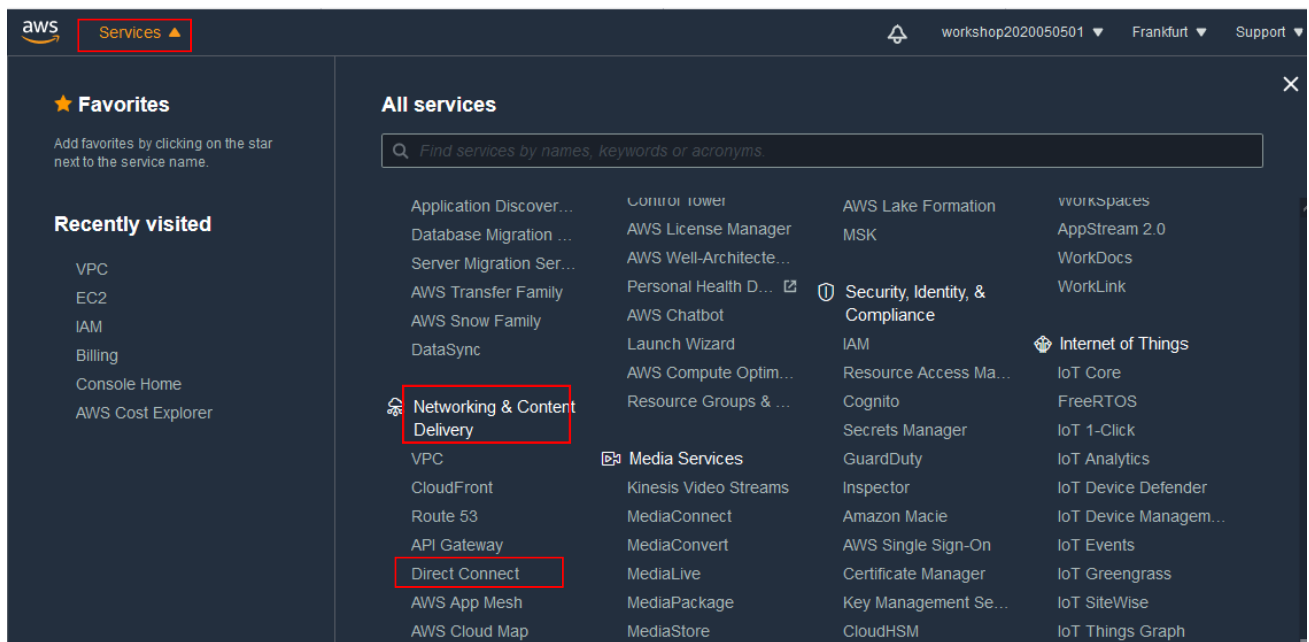 aws
Services ▲
workshop2020050501 ▼
Frankfurt ▼
Support ▼
Favorites
Add favorites by clicking on the star
next to the service name.
Recently visited
VPC
EC2
IAM
Billing
Console Home
AWS Cost Explorer
All services
Find services by names, keywords or acronyms.
Application Discover...
Database Migration ...
Server Migration Ser...
AWS Transfer Family
AWS Snow Family
DataSync
Networking & Content
Delivery
VPC
CloudFront
Route 53
API Gateway
Direct Connect
AWS App Mesh
AWS Cloud Map
Control Tower
AWS License Manager
AWS Well-Architecte...
Personal Health D...
AWS Chatbot
Launch Wizard
AWS Compute Optim...
Resource Groups & ...
Media Services
Kinesis Video Streams
MediaConnect
MediaConvert
MediaLive
MediaPackage
MediaStore
AWS Lake Formation
MSK
Security, Identity, &
Compliance
IAM
Resource Access Ma...
Cognito
Secrets Manager
GuardDuty
Inspector
Amazon Macie
AWS Single Sign-On
Certificate Manager
Key Management Se...
CloudHSM
WorkSpaces
AppStream 2.0
WorkDocs
WorkLink
Internet of Things
IoT Core
FreeRTOS
IoT 1-Click
IoT Analytics
IoT Device Defender
IoT Device Managem...
IoT Events
IoT Greengrass
IoT SiteWise
IoT Things Graph